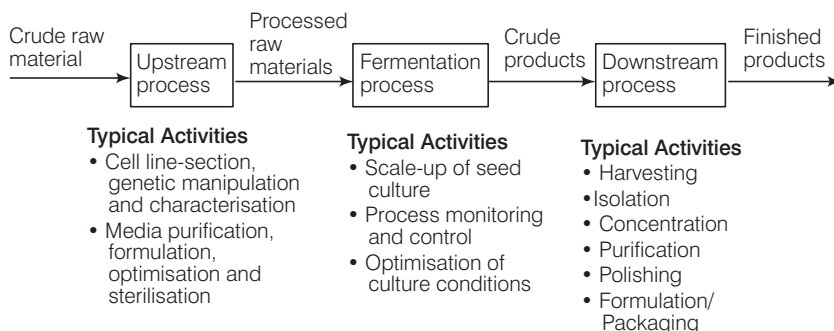 Crude raw
material
Upstream
process
Processed
raw
materials
Fermentation
process
Crude
products
Downstream
process
Finished
products
Typical Activities
• Cell line-section,
genetic manipulation
and characterisation
• Media purification,
formulation,
optimisation and
sterilisation
Typical Activities
• Scale-up of seed
culture
• Process monitoring
and control
• Optimisation of
culture conditions
Typical Activities
• Harvesting
•Isolation
• Concentration
• Purification
• Polishing
• Formulation/
Packaging